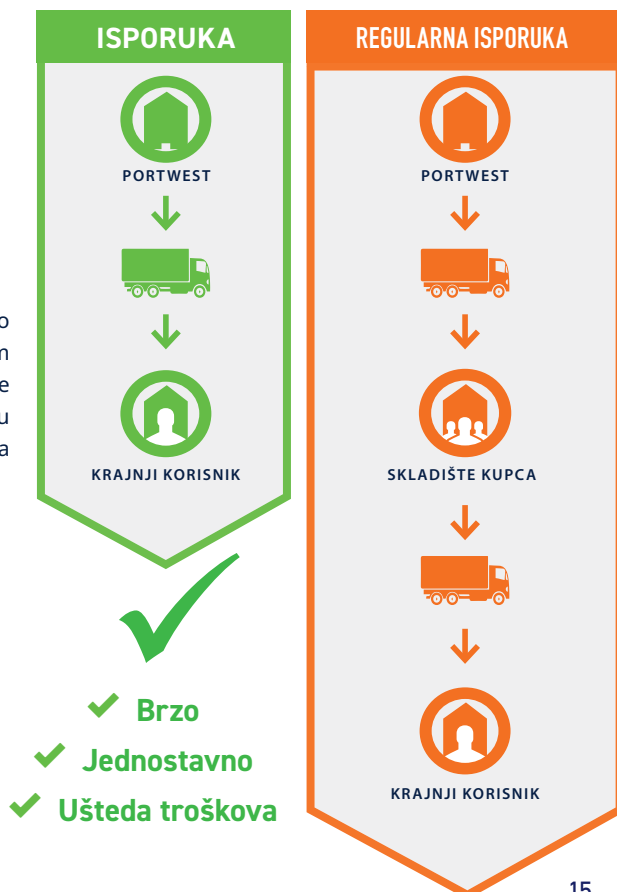 ISPORUKA
PORTWEST
KRAJNJI KORISNIK
Brzo
Jednostavno
Ušteda troškova
REGULARNA ISPORUKA
PORTWEST
SKLADIŠTE KUPCA
KRAJNJI KORISNIK
15